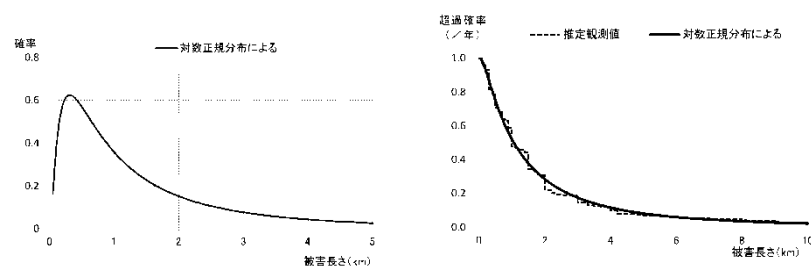 確率
対数正規分布による
0.8
0.6
0.4
0.2
0
0 1 2 3 4 5
被害長さ(km)
超過確率
(/年)
推定観測値 対数正規分布による
1.0
0.8
0.6
0.4
0.2
0.0
0 2 4 6 8 10
被害長さ(km)